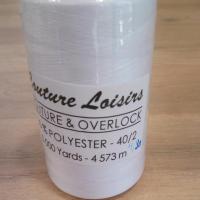 Couture Loisirs
TURE & OVERLOCK
POLYESTER - 40/2
000 Yards - 4 573 m